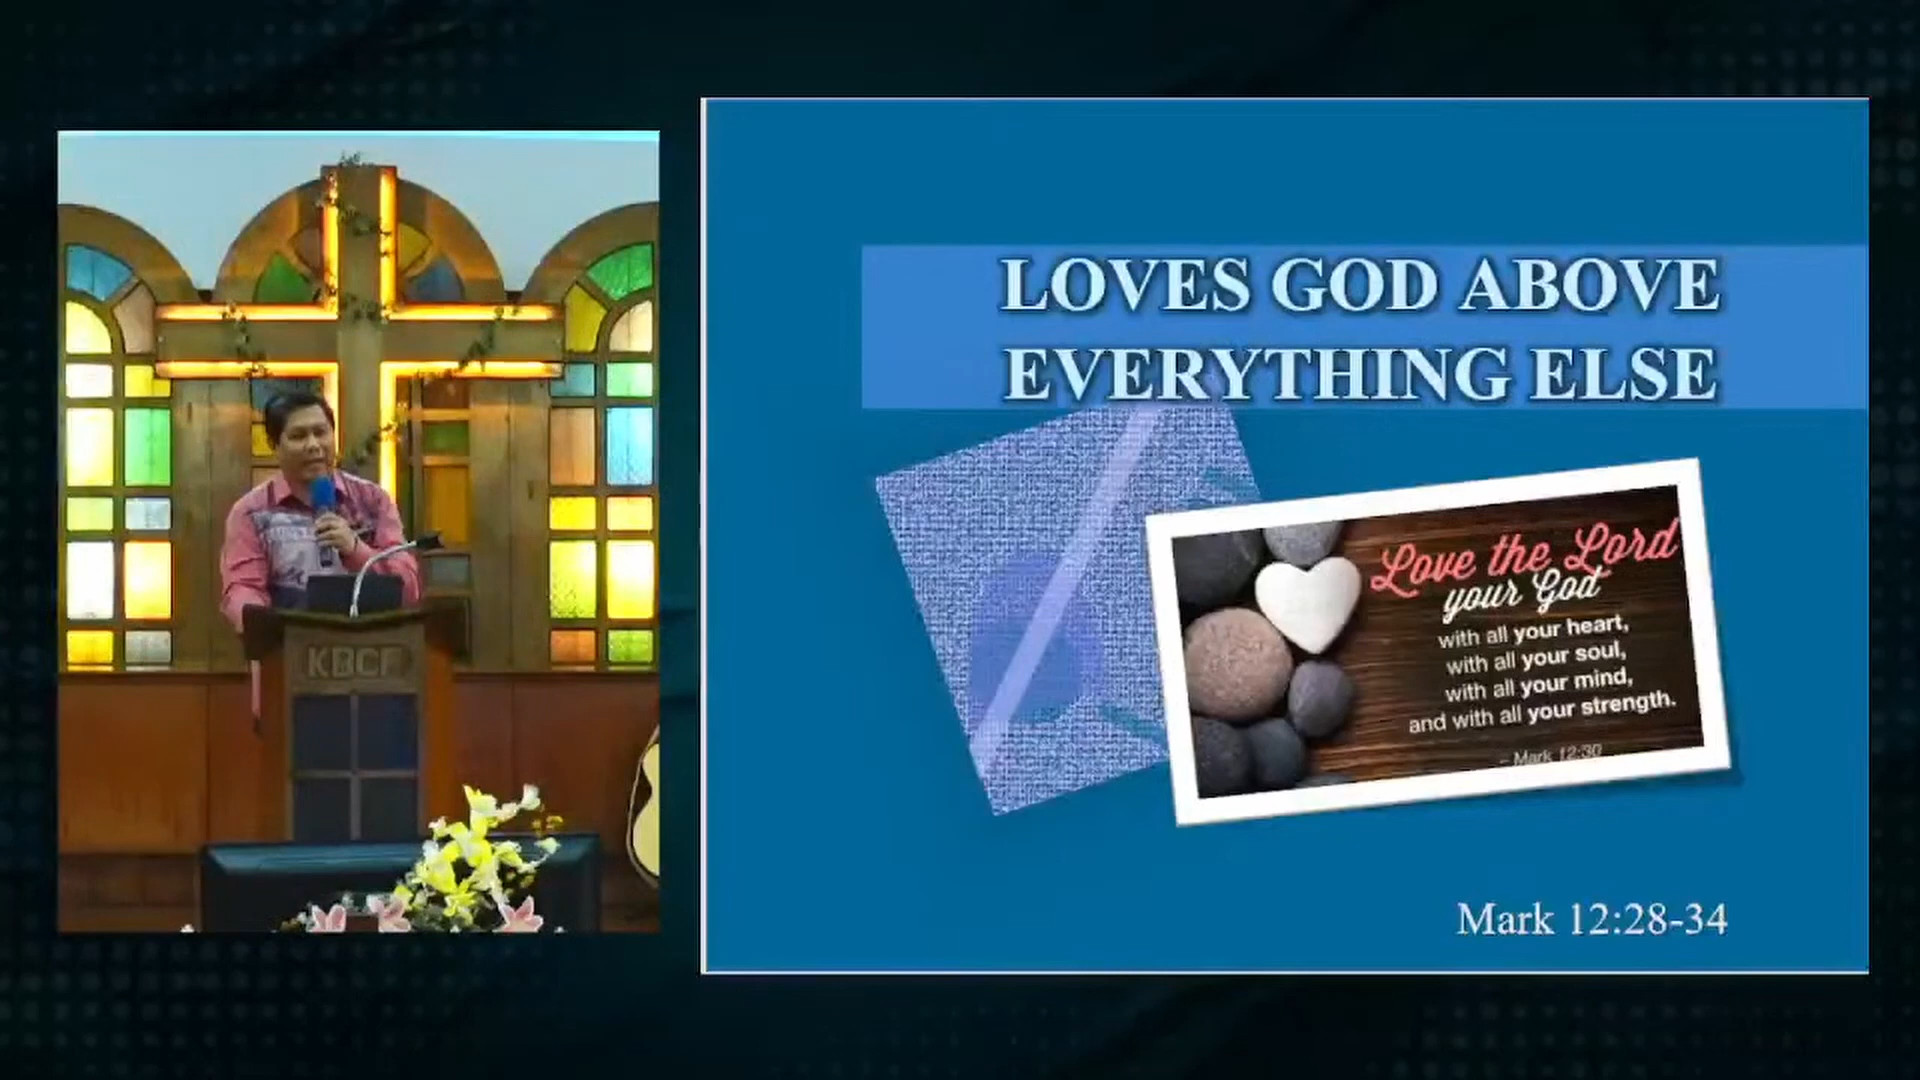 KBCF
LOVES GOD ABOVE
EVERYTHING ELSE
Love the Lord
your God
with all your heart,
with all your soul,
with all your mind,
and with all your strength.
– Mark 12:30
Mark 12:28-34